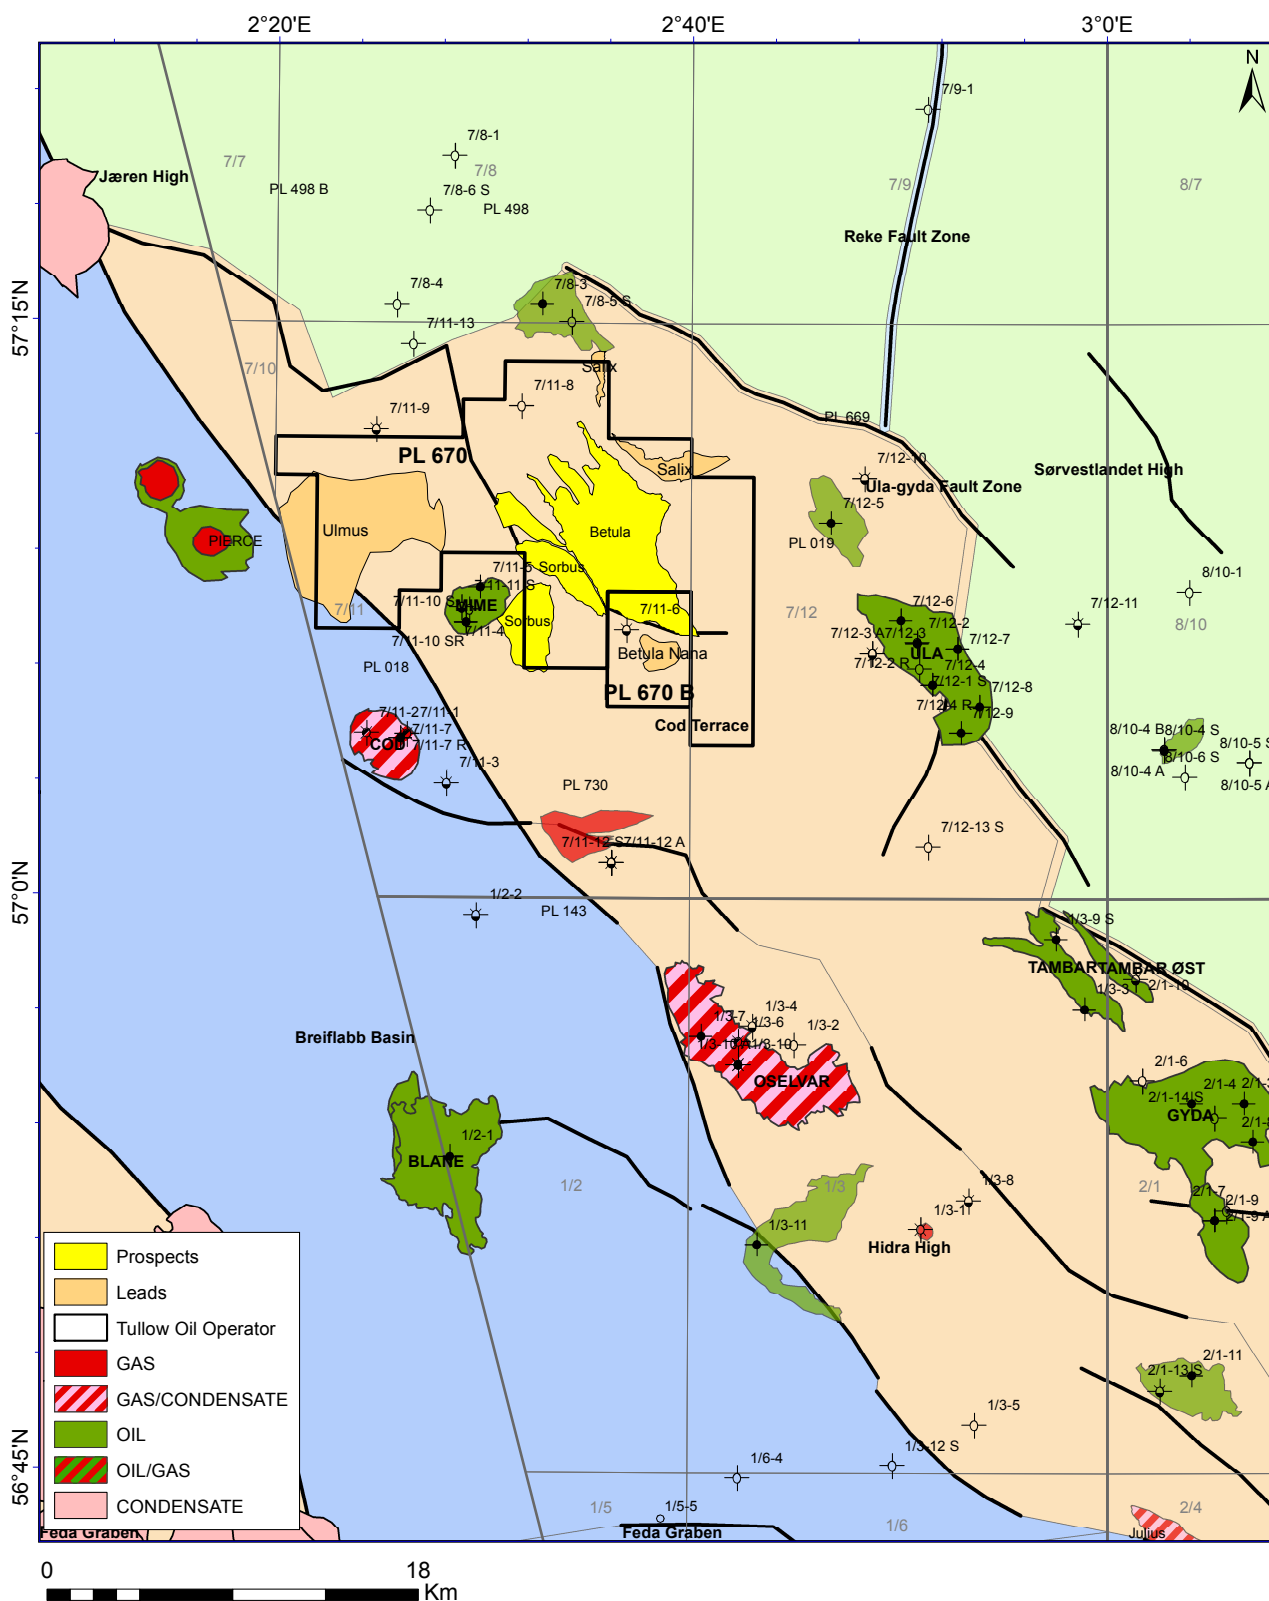 2°20'E
2°40'E
3°0'E
N
7/9-1
7/8-1
7/7
7/8
Jæren High
PL 498 B
7/8-6 S
PL 498
7/9
8/7
Reke Fault Zone
7/8-4
7/8-3
7/8-5 S
57°15'N
7/11-13
7/10
Salix
7/11-8
7/11-9
PL 669
PL 670
Salix
7/12-10
Sørvestlandet High
Ula-gyda Fault Zone
7/12-5
Ulmus
Betula
PIERCE
PL 019
7/11-5
Sorbus
7/11-11 S
8/10-1
7/11-10 S
MIME
7/11
7/11-6
7/12
7/12-6
7/12-11
8/10
Sorbus
7/11-4
7/12-2
7/12-3 A
7/12-3
7/12-7
7/11-10 SR
Betula Nana
ULA
7/12-2 R
7/12-4
PL 018
7/12-1 S
7/12-8
PL 670 B
7/12-4 R
7/12-9
7/11-2
7/11-1
Cod Terrace
7/11-7
8/10-4 B
8/10-4 S
COD
7/11-7 R
8/10-5 S
8/10-6 S
7/11-3
8/10-4 A
8/10-5 A
PL 730
7/12-13 S
7/11-12 S
7/11-12 A
57°0'N
1/2-2
PL 143
1/3-9 S
TAMBAR
TAMBAR ØST
1/3-3
2/1-10
1/3-4
1/3-7
1/3-6
1/3-2
Breiflabb Basin
1/3-10 A
1/3-10
2/1-6
OSELVAR
2/1-4
2/1-3
2/1-14 S
GYDA
2/1-8
1/2-1
BLANE
1/2
1/3
1/3-8
2/1
2/1-7
2/1-9
1/3-1
2/1-9 A
1/3-11
Hidra High
Prospects
Leads
Tullow Oil Operator
GAS
GAS/CONDENSATE
OIL
OIL/GAS
CONDENSATE
2/1-11
2/1-13 S
1/3-5
56°45'N
1/3-12 S
1/6-4
1/5
1/5-5
2/4
1/6
Feda Graben
Feda Graben
Julius
0
18
Km